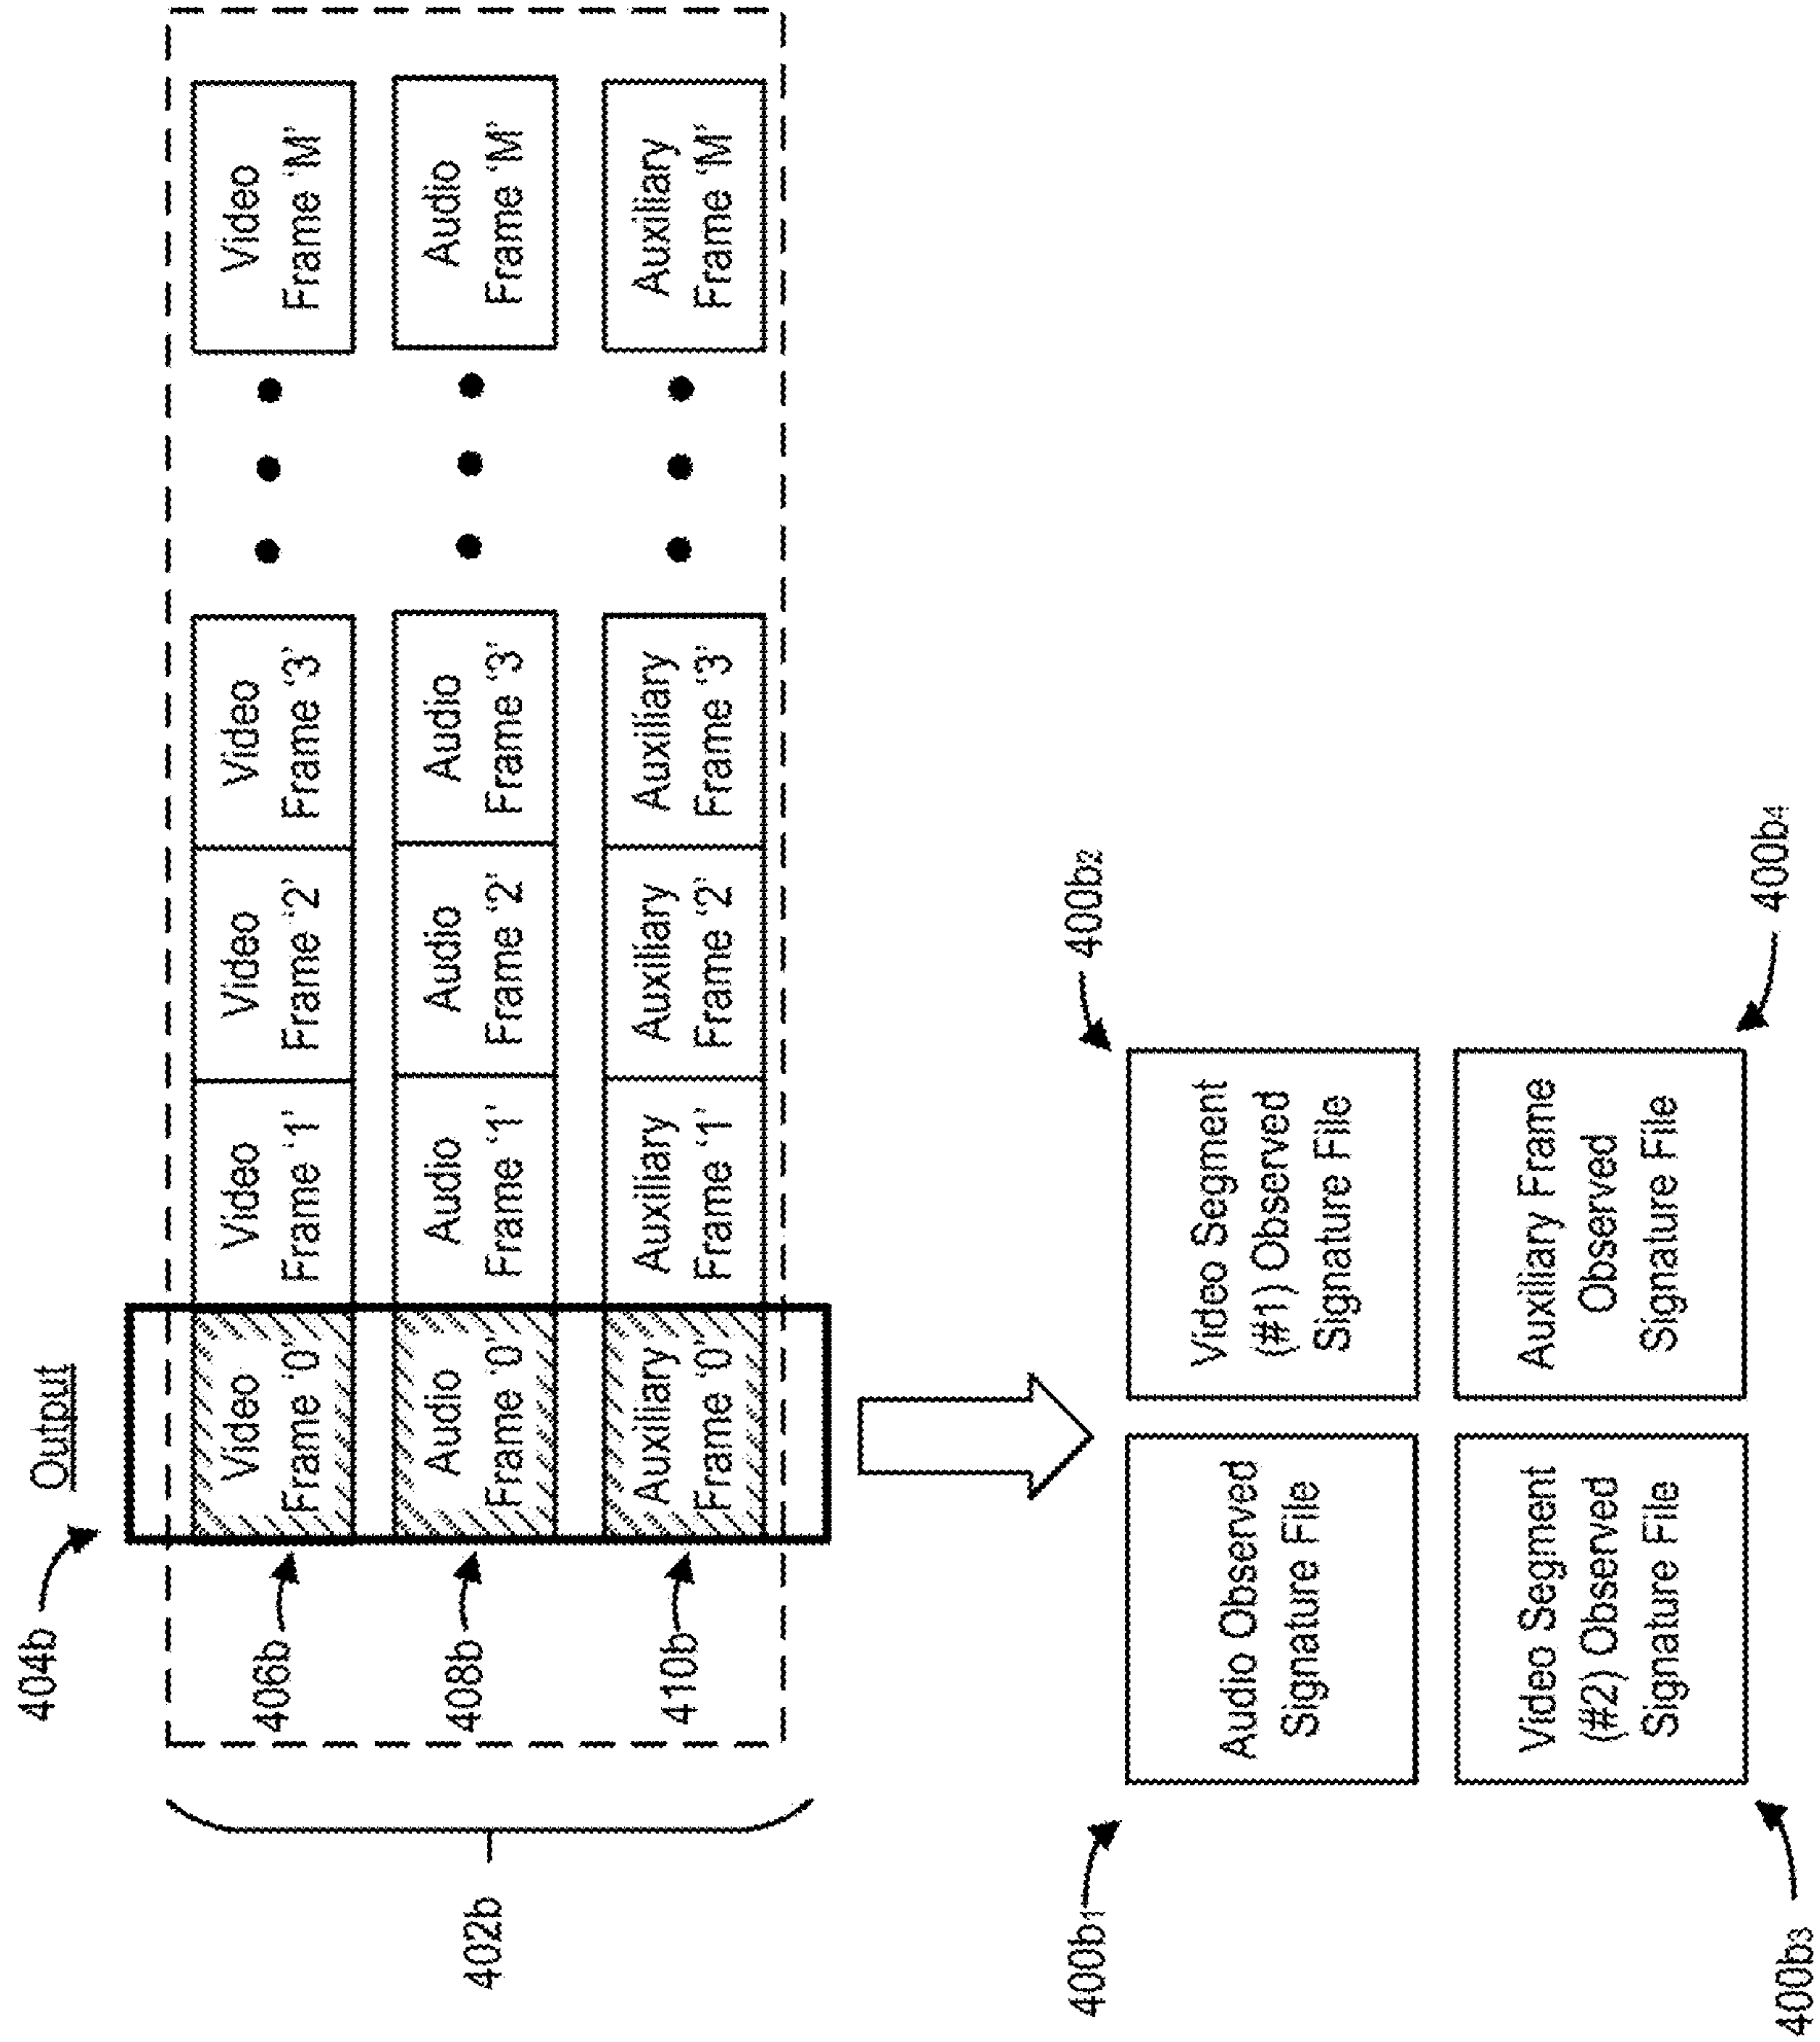 Output
404b
406b
Video
Frame '0''
Video
Frame '1'
Video
Frame '2'
Video
Frame '3'
Video
Frame 'M'
408b
Audio
Frame '0''
Audio
Frame '1'
Audio
Frame '2'
Audio
Frame '3'
Audio
Frame 'M'
410b
Auxiliary
Frame '0''
Auxiliary
Frame '1'
Auxiliary
Frame '2'
Auxiliary
Frame '3'
Auxiliary
Frame 'M'
402b
400b1
Audio Observed
Signature File
400b2
Video Segment
(#1) Observed
Signature File
400b3
Video Segment
(#2) Observed
Signature File
400b4
Auxiliary Frame
Observed
Signature File